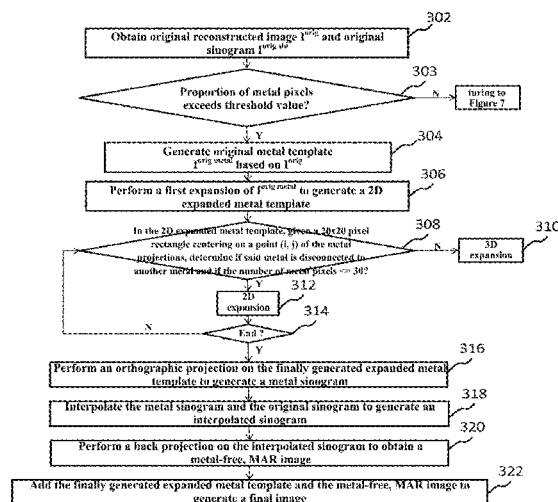 302
Obtain original reconstructed image I^orig and original
sinogram I^orig sin
303
Proportion of metal pixels
exceeds threshold value?
N
turing to
Figure 7
Y
304
Generate original metal template
I^orig metal based on I^orig
306
Perform a first expansion of I^orig metal to generate a 2D
expanded metal template
308
In the 2D expanded metal template, given a 20x20 pixel
rectangle centering on a point (i, j) of the metal
projections, determine if said metal is disconnected to
another metal and if the number of metal pixels <= 30?
N
310
3D
expansion
Y
312
2D
expansion
314
N
End ?
Y
316
Perform an orthographic projection on the finally generated expanded metal
template to generate a metal sinogram
318
Interpolate the metal sinogram and the original sinogram to generate an
interpolated sinogram
320
Perform a back projection on the interpolated sinogram to obtain a
metal-free, MAR image
322
Add the finally generated expanded metal template and the metal-free, MAR image to
generate a final image